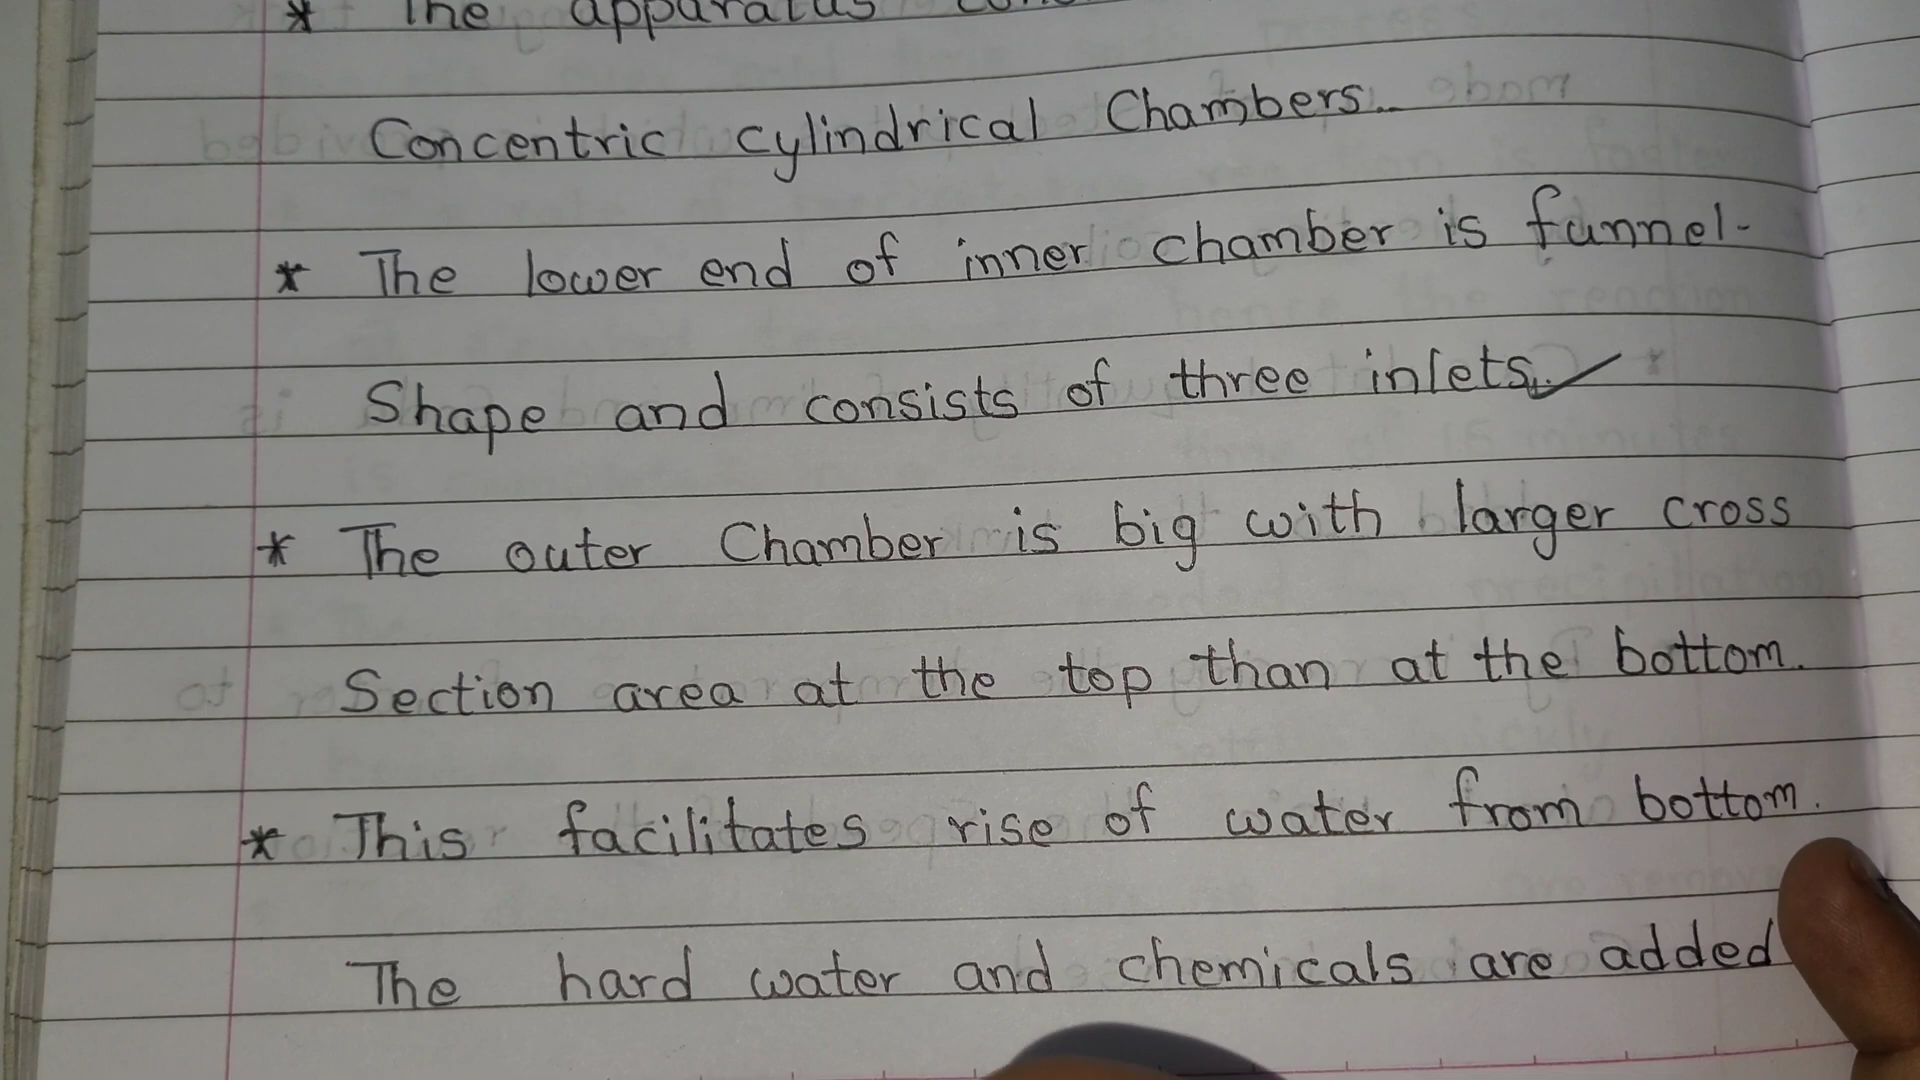 * The apparatus
Concentric cylindrical Chambers.
* The lower end of inner chamber is funnel-
Shape and consists of three inlets.
* The outer Chamber is big with larger cross
Section area at the top than at the bottom.
* This facilitates rise of water from bottom.
The hard water and chemicals are added